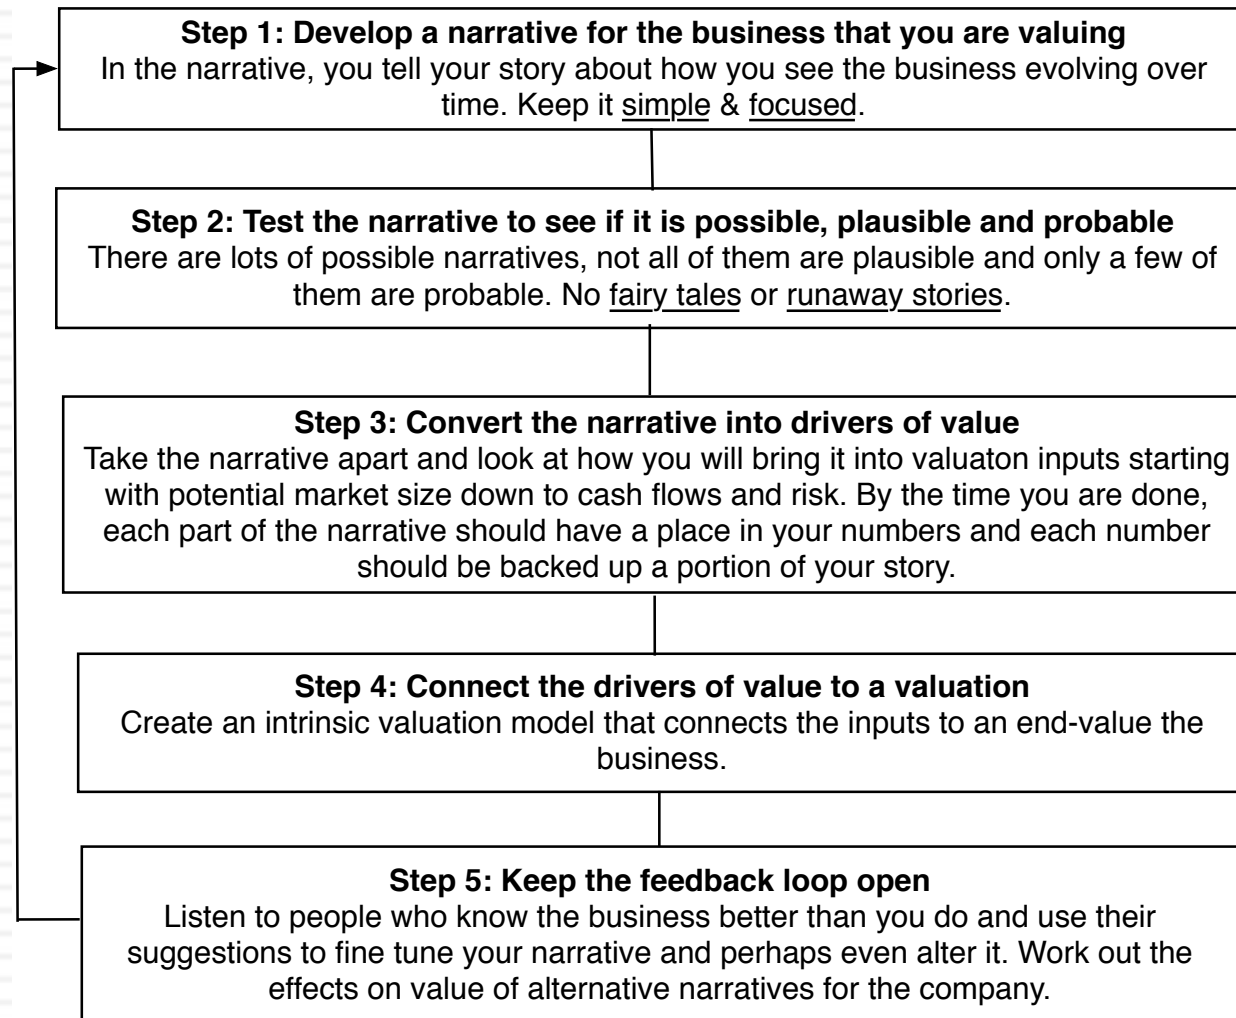 Step 1: Develop a narrative for the business that you are valuing
In the narrative, you tell your story about how you see the business evolving over
time. Keep it simple & focused.
Step 2: Test the narrative to see if it is possible, plausible and probable
There are lots of possible narratives, not all of them are plausible and only a few of
them are probable. No fairy tales or runaway stories.
Step 3: Convert the narrative into drivers of value
Take the narrative apart and look at how you will bring it into valuaton inputs starting
with potential market size down to cash flows and risk. By the time you are done,
each part of the narrative should have a place in your numbers and each number
should be backed up a portion of your story.
Step 4: Connect the drivers of value to a valuation
Create an intrinsic valuation model that connects the inputs to an end-value the
business.
Step 5: Keep the feedback loop open
Listen to people who know the business better than you do and use their
suggestions to fine tune your narrative and perhaps even alter it. Work out the
effects on value of alternative narratives for the company.